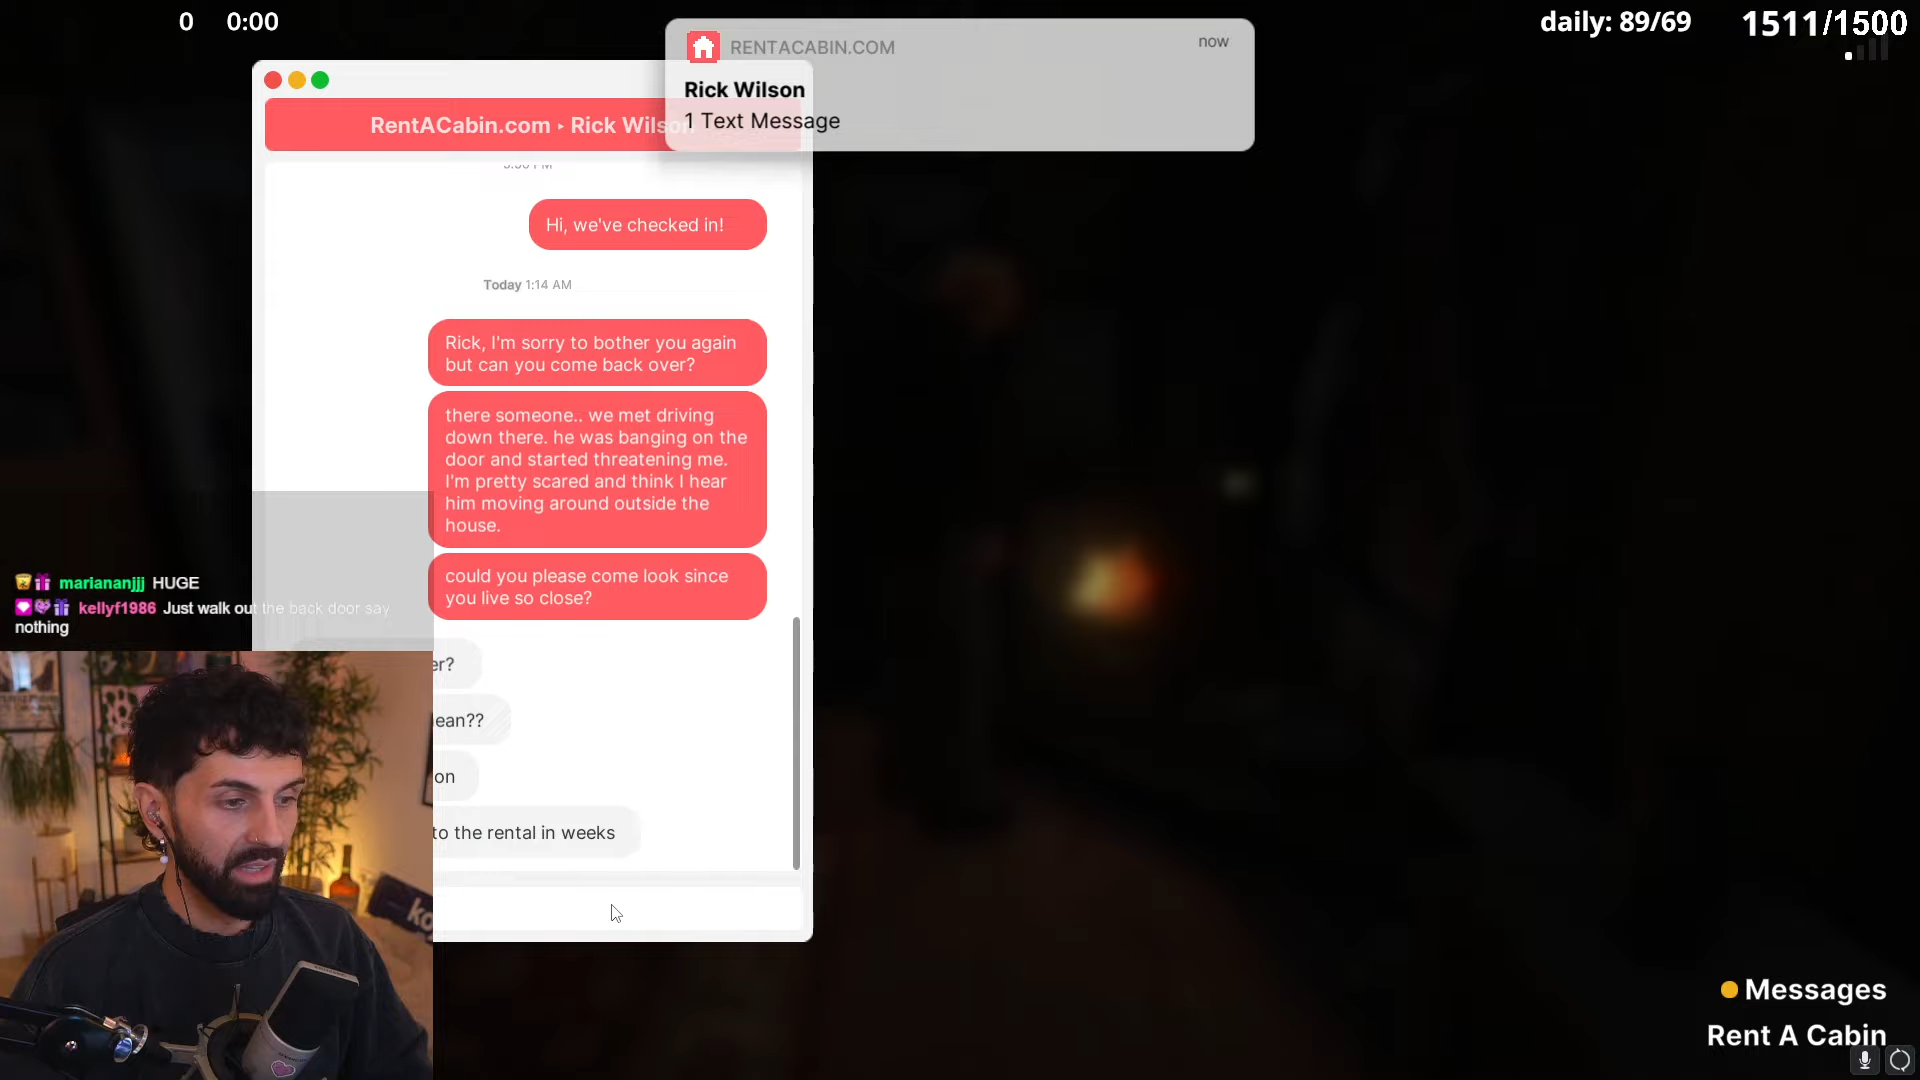 0 0:00
daily: 89/69 1511/1500
RENTACABIN.COM now
Rick Wilson
1 Text Message
RentACabin.com ▸ Rick Wilson
Hi, we've checked in!
Today 1:14 AM
Rick, I'm sorry to bother you again
but can you come back over?
there someone.. we met driving
down there. he was banging on the
door and started threatening me.
I'm pretty scared and think I hear
him moving around outside the
house.
could you please come look since
you live so close?
er?
ean??
on
to the rental in weeks
mariananjjj HUGE
kellyf1986 Just walk out the back door say
nothing
Messages
Rent A Cabin